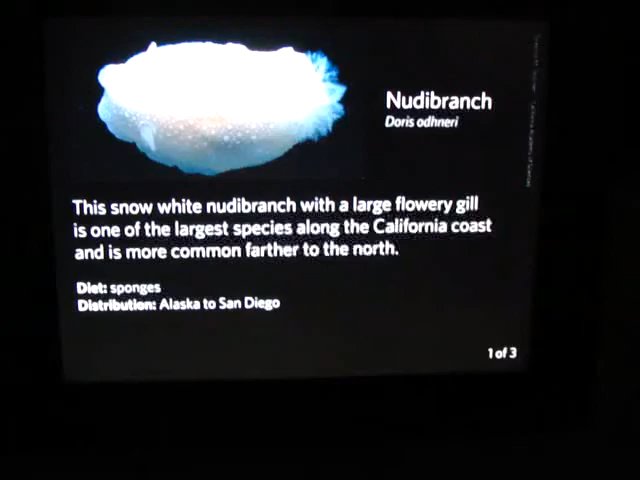 Nudibranch
Doris odhneri
This snow white nudibranch with a large flowery gill
is one of the largest species along the California coast
and is more common farther to the north.
Diet: sponges
Distribution: Alaska to San Diego
1 of 3